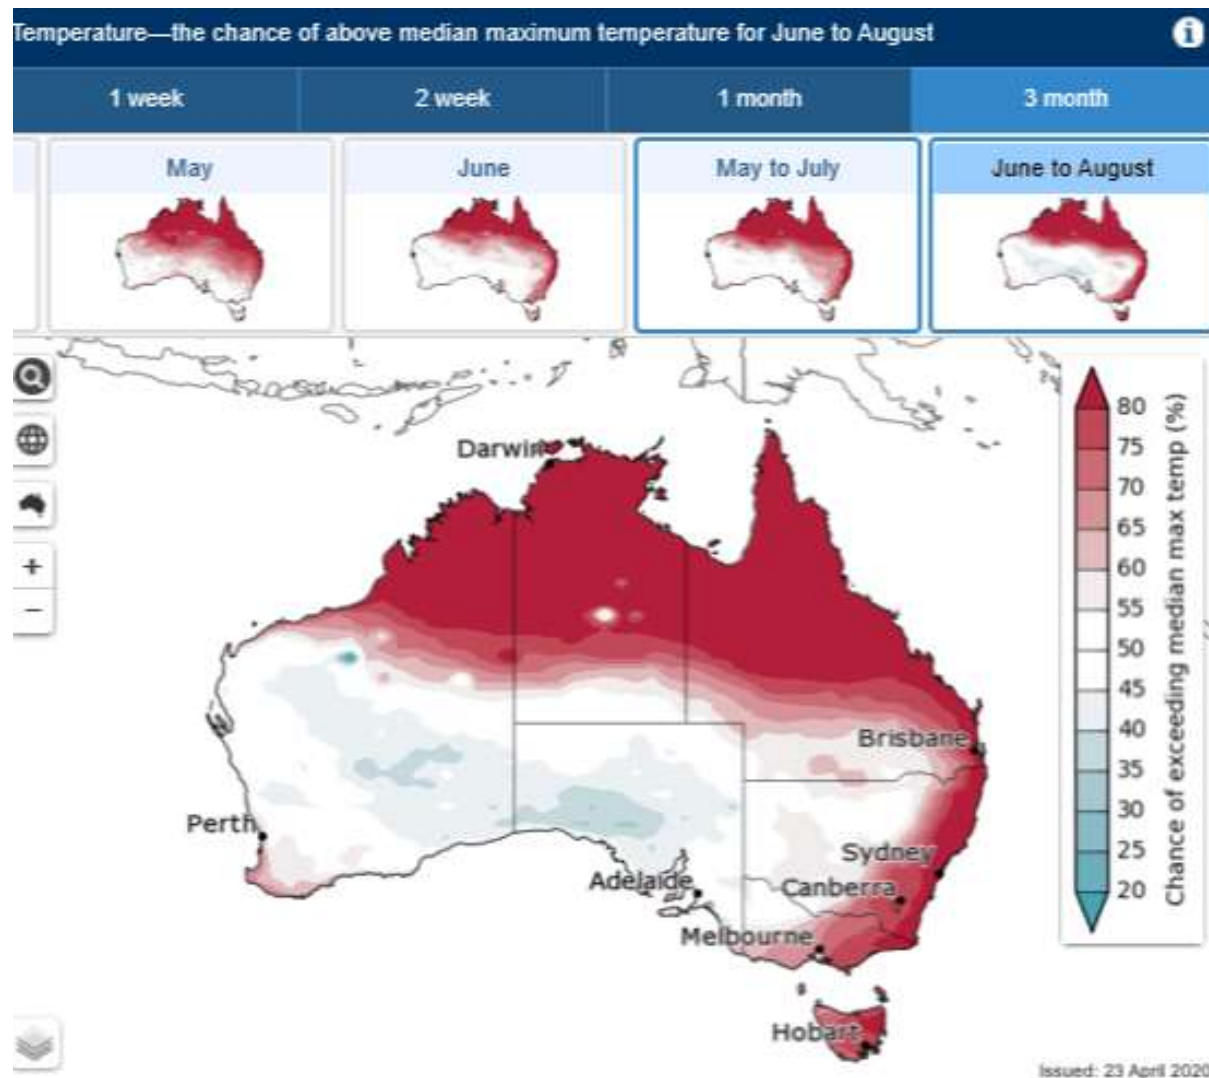 Temperature—the chance of above median maximum temperature for June to August
1 week
2 week
1 month
3 month
May
June
May to July
June to August
+
−
Darwin
Brisbane
Perth
Sydney
Adelaide
Canberra
Melbourne
Hobart
80
75
70
65
60
55
50
45
40
35
30
25
20
Chance of exceeding median max temp (%)
Issued: 23 April 2020